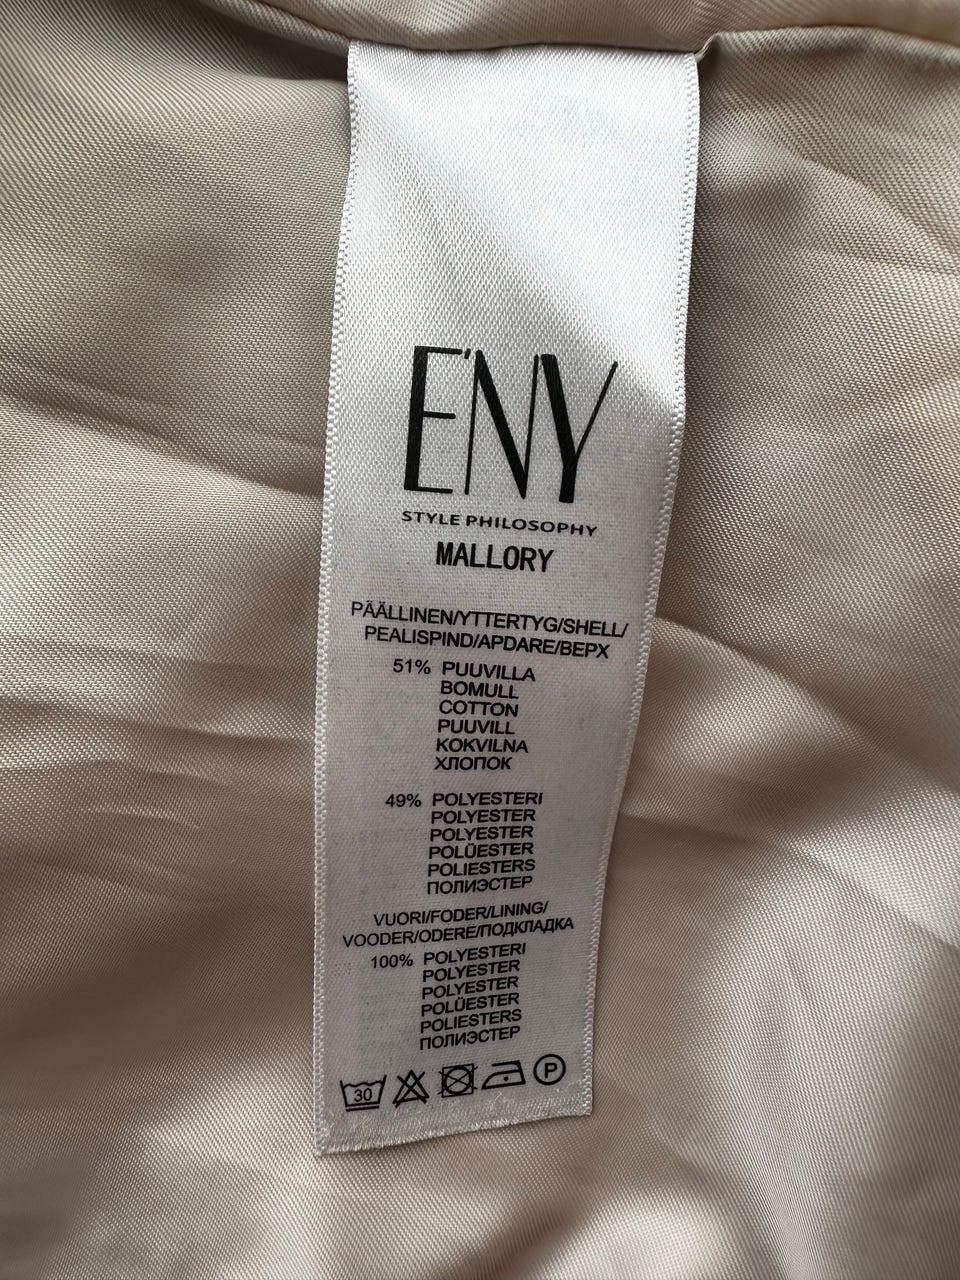 E'NY
STYLE PHILOSOPHY
MALLORY
PÄÄLLINEN/YTTERTYG/SHELL/
PEALISPIND/APDARE/ВЕРХ
51% PUUVILLA
BOMULL
COTTON
PUUVILL
KOKVILNA
ХЛОПОК
49% POLYESTERI
POLYESTER
POLYESTER
POLÜESTER
POLIESTERS
ПОЛИЭСТЕР
VUORI/FODER/LINING/
VOODER/ODERE/ПОДКЛАДКА
100% POLYESTERI
POLYESTER
POLYESTER
POLÜESTER
POLIESTERS
ПОЛИЭСТЕР
30 P